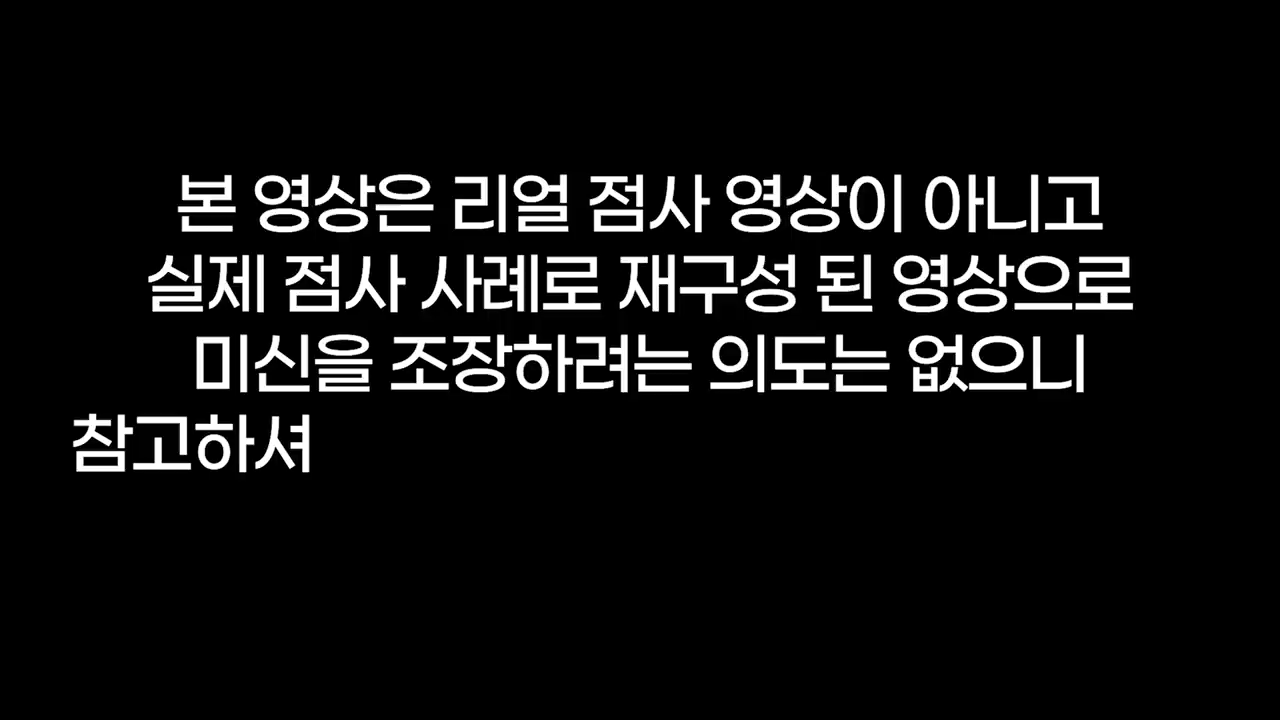 본 영상은 리얼 점사 영상이 아니고
실제 점사 사례로 재구성 된 영상으로
미신을 조장하려는 의도는 없으니
참고하셔